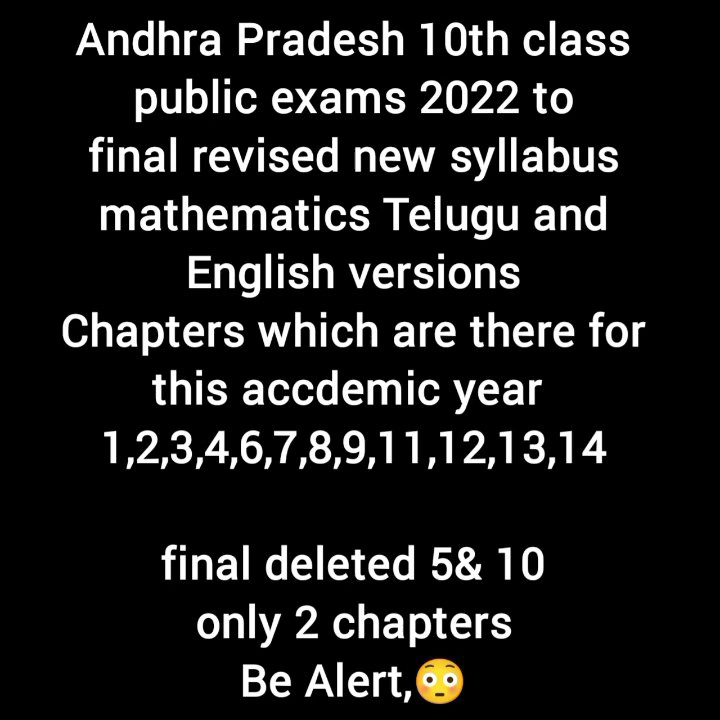 Andhra Pradesh 10th class
public exams 2022 to
final revised new syllabus
mathematics Telugu and
English versions
Chapters which are there for
this accdemic year
1,2,3,4,6,7,8,9,11,12,13,14
final deleted 5& 10
only 2 chapters
Be Alert,😳